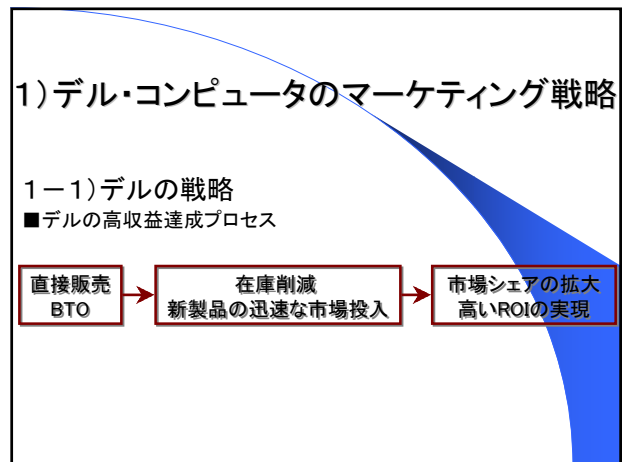 1)デル・コンピュータのマーケティング戦略
1－1)デルの戦略
■デルの高収益達成プロセス
直接販売
BTO
在庫削減
新製品の迅速な市場投入
市場シェアの拡大
高いROIの実現